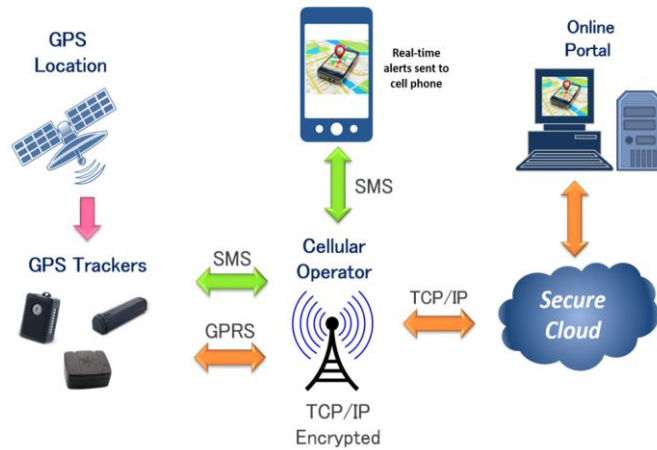 GPS
Location
Real-time
alerts sent to
cell phone
Online
Portal
SMS
GPS Trackers
SMS
GPRS
Cellular
Operator
TCP/IP
Secure
Cloud
TCP/IP
Encrypted